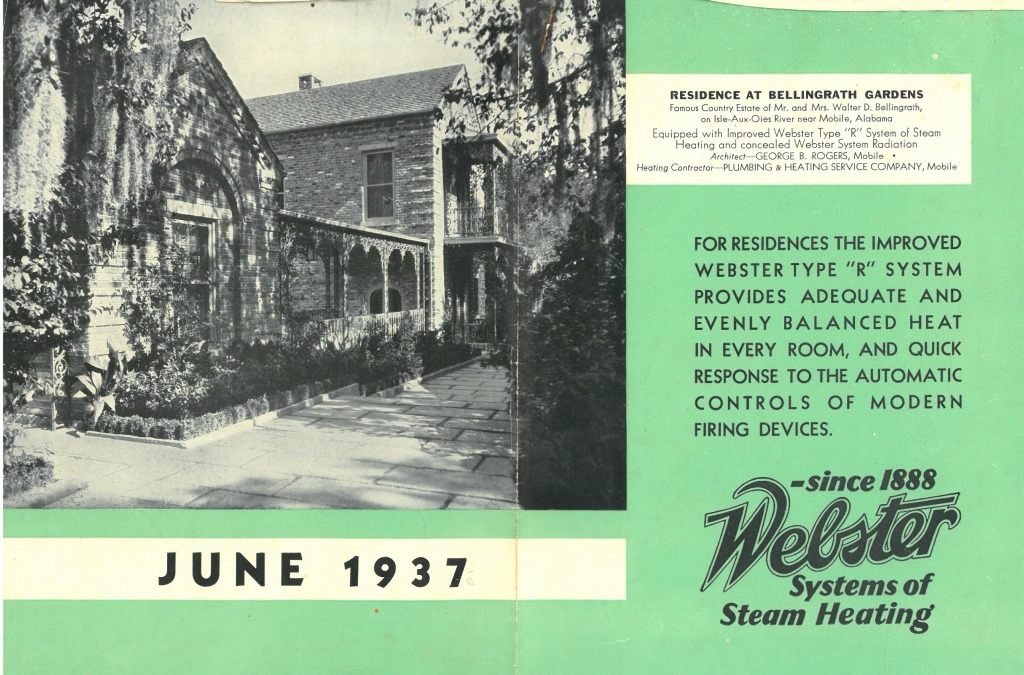 RESIDENCE AT BELLINGRATH GARDENS
Famous Country Estate of Mr. and Mrs. Walter D. Bellingrath,
on Isle-Aux-Oies River near Mobile, Alabama
Equipped with Improved Webster Type "R" System of Steam
Heating and concealed Webster System Radiation
Architect—GEORGE B. ROGERS, Mobile
Heating Contractor—PLUMBING & HEATING SERVICE COMPANY, Mobile
FOR RESIDENCES THE IMPROVED
WEBSTER TYPE "R" SYSTEM
PROVIDES ADEQUATE AND
EVENLY BALANCED HEAT
IN EVERY ROOM, AND QUICK
RESPONSE TO THE AUTOMATIC
CONTROLS OF MODERN
FIRING DEVICES.
-since 1888
Webster
Systems of
Steam Heating
JUNE 1937